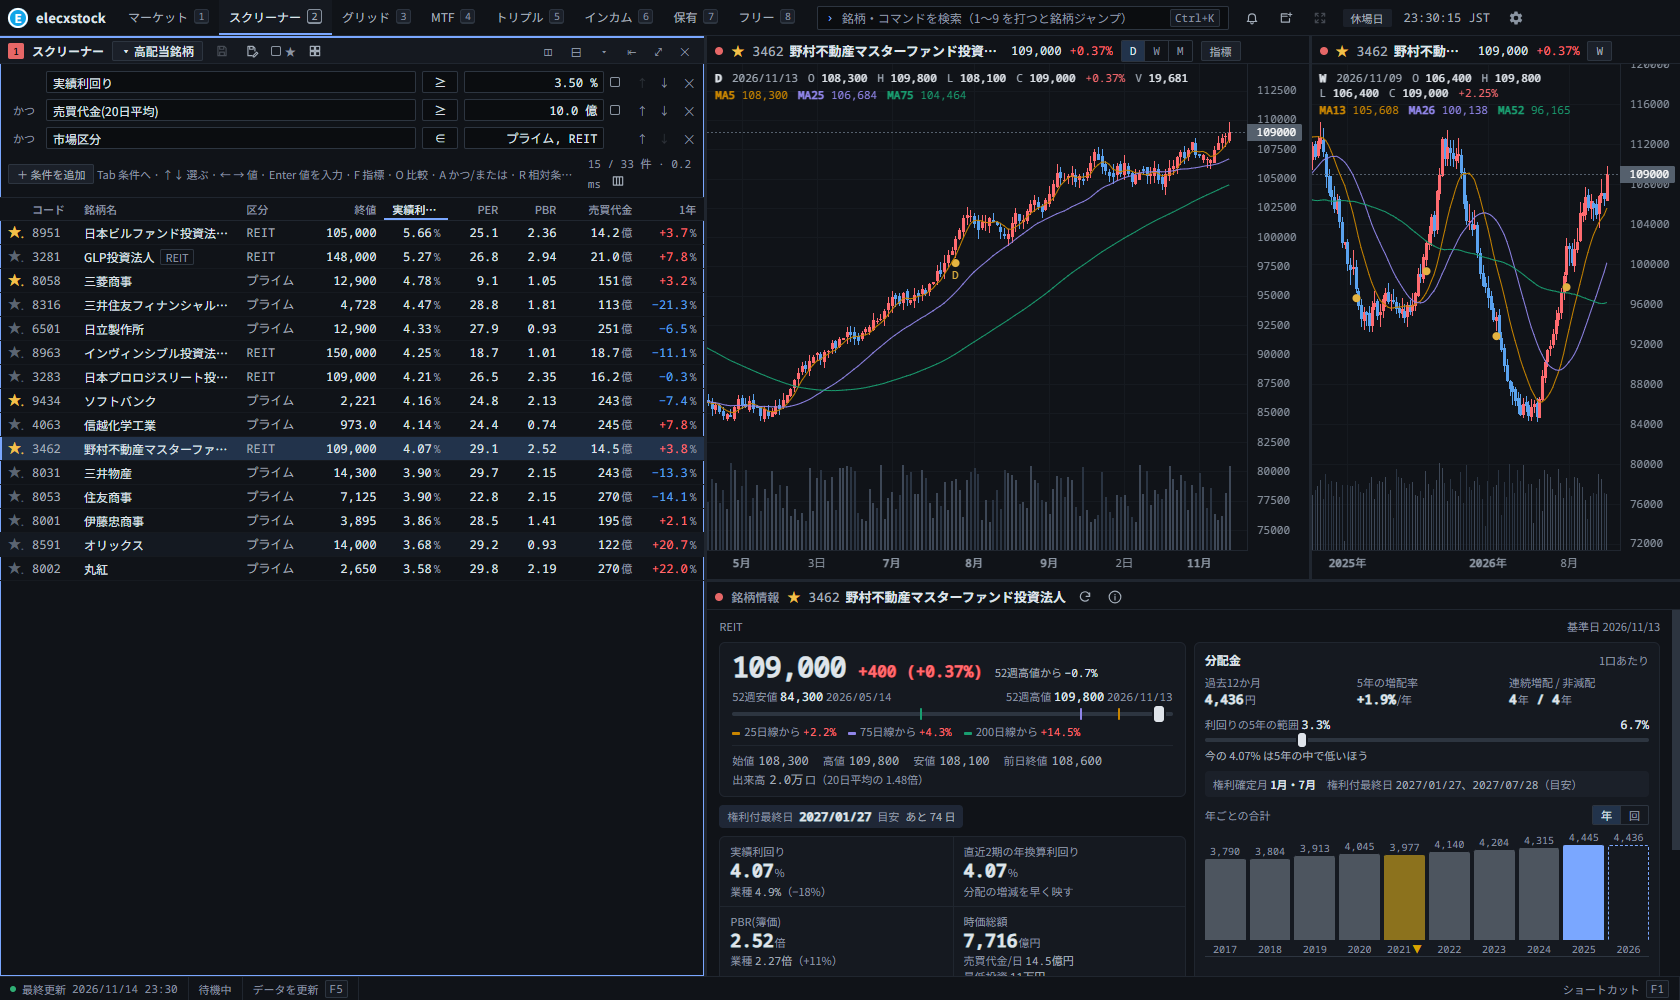 elecxstock マーケット 1 スクリーナー 2 グリッド 3 MTF 4 トリプル 5 インカム 6 保有 7 フリー 8 › 銘柄・コマンドを検索（1〜9 を打つと銘柄ジャンプ） Ctrl+K 休場日 23:30:15 JST
1 スクリーナー 高配当銘柄
実績利回り ≥ 3.50 %
かつ 売買代金(20日平均) ≥ 10.0 億
かつ 市場区分 ∈ プライム, REIT
＋ 条件を追加 Tab 条件へ・↑↓ 選ぶ・←→ 値・Enter 値を入力・F 指標・O 比較・A かつ/または・R 相対条… 15 / 33 件 · 0.2 ms
コード 銘柄名 区分 終値 実績利… PER PBR 売買代金 1年
8951 日本ビルファンド投資法… REIT 105,000 5.66% 25.1 2.36 14.2億 +3.7%
3281 GLP投資法人 REIT REIT 148,000 5.27% 26.8 2.94 21.0億 +7.8%
8058 三菱商事 プライム 12,900 4.78% 9.1 1.05 151億 +3.2%
8316 三井住友フィナンシャル… プライム 4,728 4.47% 28.8 1.81 113億 −21.3%
6501 日立製作所 プライム 12,900 4.33% 27.9 0.93 251億 −6.5%
8963 インヴィンシブル投資法… REIT 150,000 4.25% 18.7 1.01 18.7億 −11.1%
3283 日本プロロジスリート投… REIT 109,000 4.21% 26.5 2.35 16.2億 −0.3%
9434 ソフトバンク プライム 2,221 4.16% 24.8 2.13 243億 −7.4%
4063 信越化学工業 プライム 973.0 4.14% 24.4 0.74 245億 +7.8%
3462 野村不動産マスターファ… REIT 109,000 4.07% 29.1 2.52 14.5億 +3.8%
8031 三井物産 プライム 14,300 3.90% 29.7 2.15 243億 −13.3%
8053 住友商事 プライム 7,125 3.90% 22.8 2.15 270億 −14.1%
8001 伊藤忠商事 プライム 3,895 3.86% 28.5 1.41 195億 +2.1%
8591 オリックス プライム 14,000 3.68% 29.2 0.93 122億 +20.7%
8002 丸紅 プライム 2,650 3.58% 29.8 2.19 270億 +22.0%
3462 野村不動産マスターファンド投資… 109,000 +0.37% D W M 指標
D 2026/11/13 O 108,300 H 109,800 L 108,100 C 109,000 +0.37% V 19,681
MA5 108,300 MA25 106,684 MA75 104,464
112500
110000
109000
107500
105000
102500
100000
97500
95000
92500
90000
87500
85000
82500
80000
77500
75000
D
5月 3日 7月 8月 9月 2日 11月
3462 野村不動… 109,000 +0.37% W
W 2026/11/09 O 106,400 H 109,800
L 106,400 C 109,000 +2.25%
MA13 105,608 MA26 100,138 MA52 96,165
120000
116000
112000
109000
108000
104000
100000
96000
92000
88000
84000
80000
76000
72000
2025年 2026年 8月
銘柄情報 3462 野村不動産マスターファンド投資法人
REIT 基準日 2026/11/13
109,000 +400 (+0.37%) 52週高値から −0.7%
52週安値 84,300 2026/05/14 52週高値 109,800 2026/11/13
25日線から +2.2% 75日線から +4.3% 200日線から +14.5%
始値 108,300 高値 109,800 安値 108,100 前日終値 108,600
出来高 2.0万口（20日平均の 1.48倍）
権利付最終日 2027/01/27 目安 あと 74 日
実績利回り
4.07%
業種 4.9%（−18%）
直近2期の年換算利回り
4.07%
分配の増減を早く映す
PBR(簿価)
2.52倍
業種 2.27倍（+11%）
時価総額
7,716億円
売買代金/日 14.5億円
最低投資 11万円
分配金 1口あたり
過去12か月 5年の増配率 連続増配 / 非減配
4,436円 +1.9%/年 4年 / 4年
利回りの5年の範囲 3.3% 6.7%
今の 4.07% は5年の中で低いほう
権利確定月 1月・7月 権利付最終日 2027/01/27、2027/07/28（目安）
年ごとの合計 年 回
3,790 3,804 3,913 4,045 3,977 4,140 4,204 4,315 4,445 4,436
2017 2018 2019 2020 2021▼ 2022 2023 2024 2025 2026
最終更新 2026/11/14 23:30 待機中 データを更新 F5 ショートカット F1